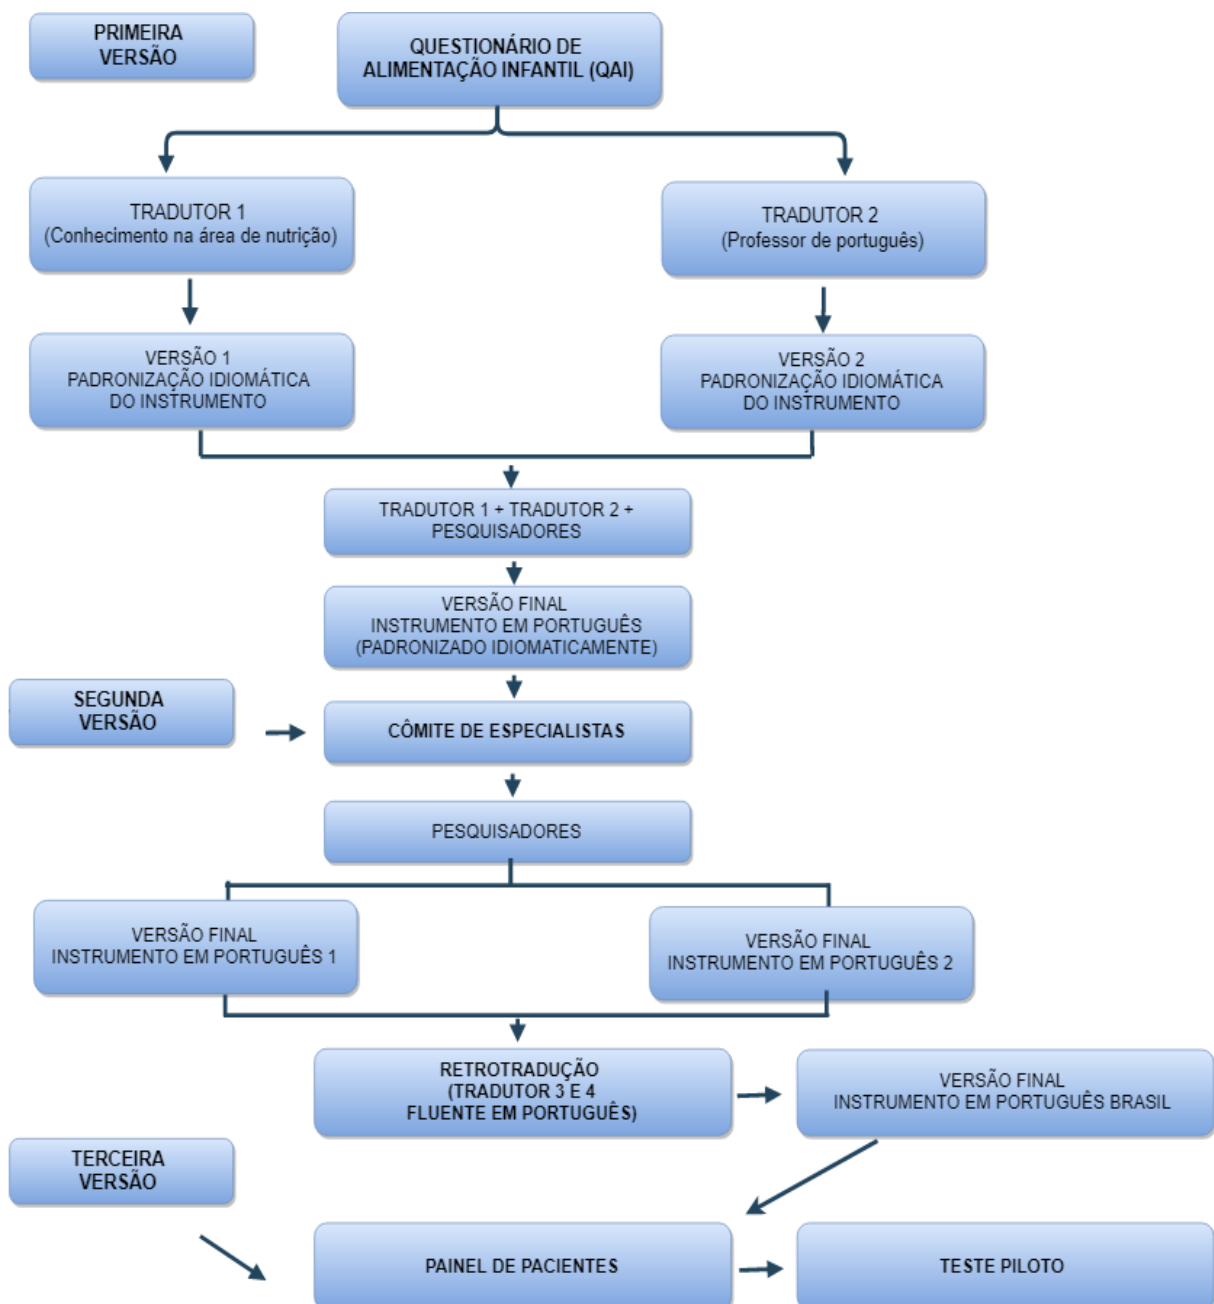 PRIMEIRA
VERSÃO
QUESTIONÁRIO DE
ALIMENTAÇÃO INFANTIL (QAI)
TRADUTOR 1
(Conhecimento na área de nutrição)
TRADUTOR 2
(Professor de português)
VERSÃO 1
PADRONIZAÇÃO IDIOMÁTICA
DO INSTRUMENTO
VERSÃO 2
PADRONIZAÇÃO IDIOMÁTICA
DO INSTRUMENTO
TRADUTOR 1 + TRADUTOR 2 +
PESQUISADORES
VERSÃO FINAL
INSTRUMENTO EM PORTUGUÊS
(PADRONIZADO IDIOMATICAMENTE)
SEGUNDA
VERSÃO
CÔMITE DE ESPECIALISTAS
PESQUISADORES
VERSÃO FINAL
INSTRUMENTO EM PORTUGUÊS 1
VERSÃO FINAL
INSTRUMENTO EM PORTUGUÊS 2
RETROTRADUÇÃO
(TRADUTOR 3 E 4
FLUENTE EM PORTUGUÊS)
VERSÃO FINAL
INSTRUMENTO EM PORTUGUÊS BRASIL
TERCEIRA
VERSÃO
PAINEL DE PACIENTES
TESTE PILOTO